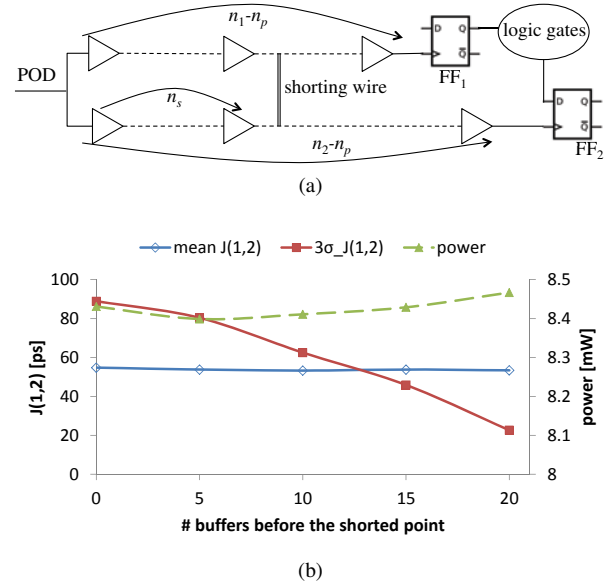 n₁-nₚ
D Q
Q̅
FF₁
logic gates
POD
shorting wire
nₛ
n₂-nₚ
D Q
Q̅
FF₂
(a)
mean J(1,2) 3σ_J(1,2) power
100 8.5
80 8.4
60 8.3
40 8.2
20 8.1
0 8
J(1,2) [ps]
power [mW]
0 5 10 15 20
# buffers before the shorted point
(b)